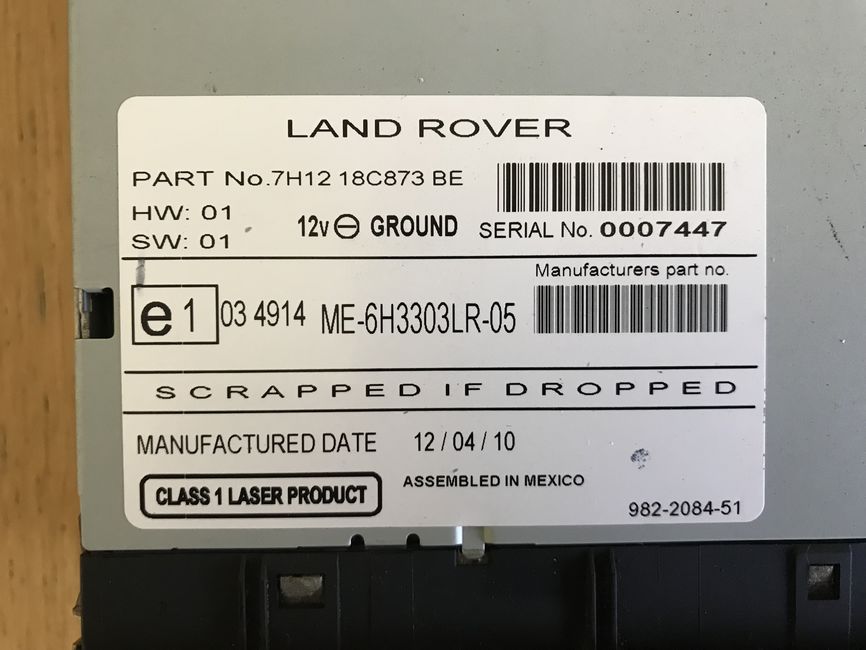 LAND ROVER
PART No.7H12 18C873 BE
HW: 01
SW: 01
12v ⊖ GROUND
SERIAL No. 0007447
Manufacturers part no.
e1 03 4914 ME-6H3303LR-05
SCRAPPED IF DROPPED
MANUFACTURED DATE 12 / 04 / 10
CLASS 1 LASER PRODUCT
ASSEMBLED IN MEXICO
982-2084-51